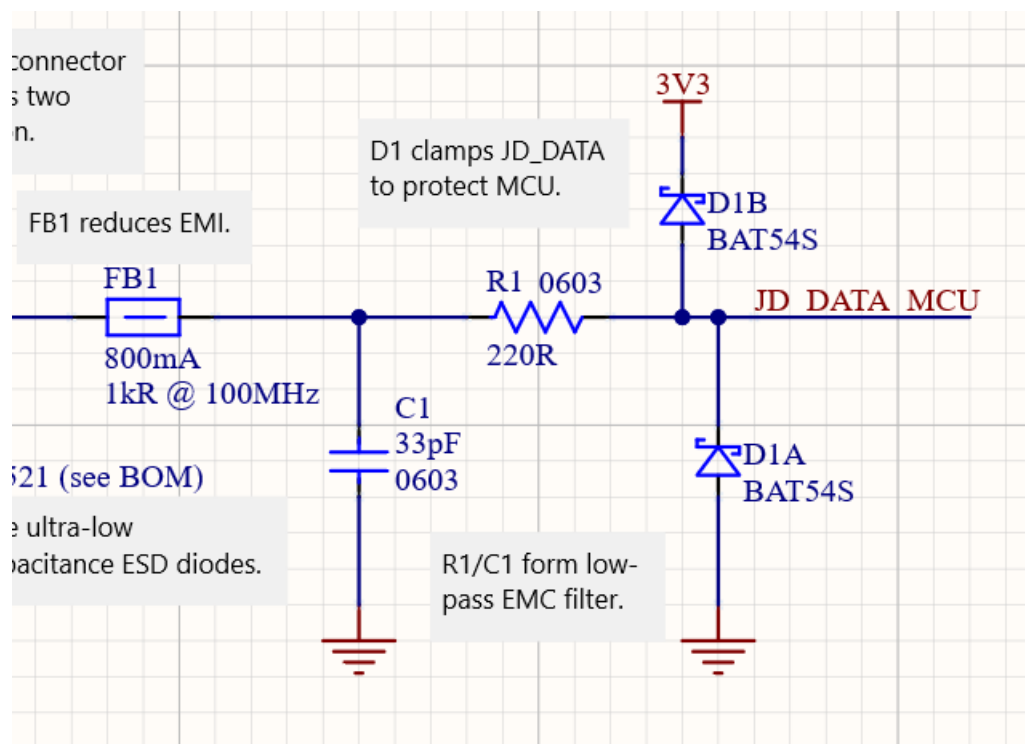 connector
s two
n.
3V3
D1 clamps JD_DATA
to protect MCU.
D1B
BAT54S
FB1 reduces EMI.
FB1
R1 0603
JD_DATA_MCU
220R
800mA
1kR @ 100MHz
C1
33pF
0603
D1A
BAT54S
521 (see BOM)
e ultra-low
pacitance ESD diodes.
R1/C1 form low-
pass EMC filter.